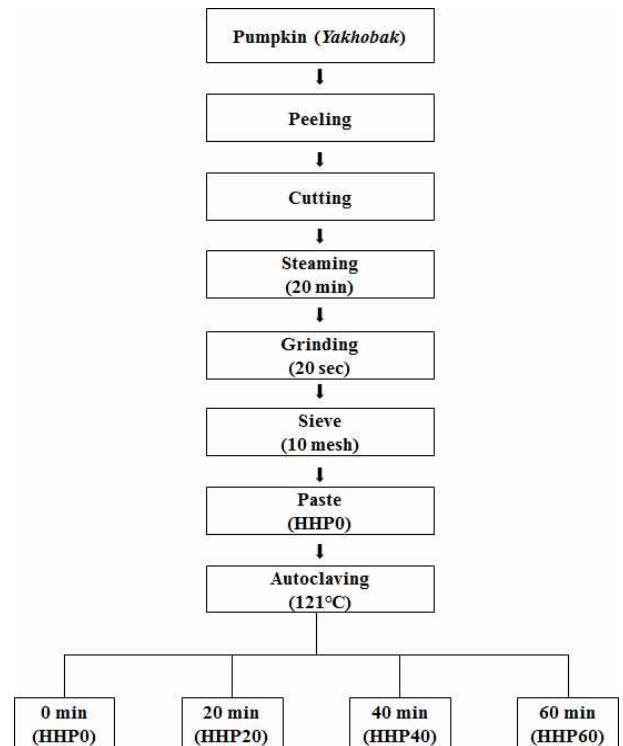 Pumpkin (Yakhobak)
Peeling
Cutting
Steaming
(20 min)
Grinding
(20 sec)
Sieve
(10 mesh)
Paste
(HHP0)
Autoclaving
(121°C)
0 min
(HHP0)
20 min
(HHP20)
40 min
(HHP40)
60 min
(HHP60)